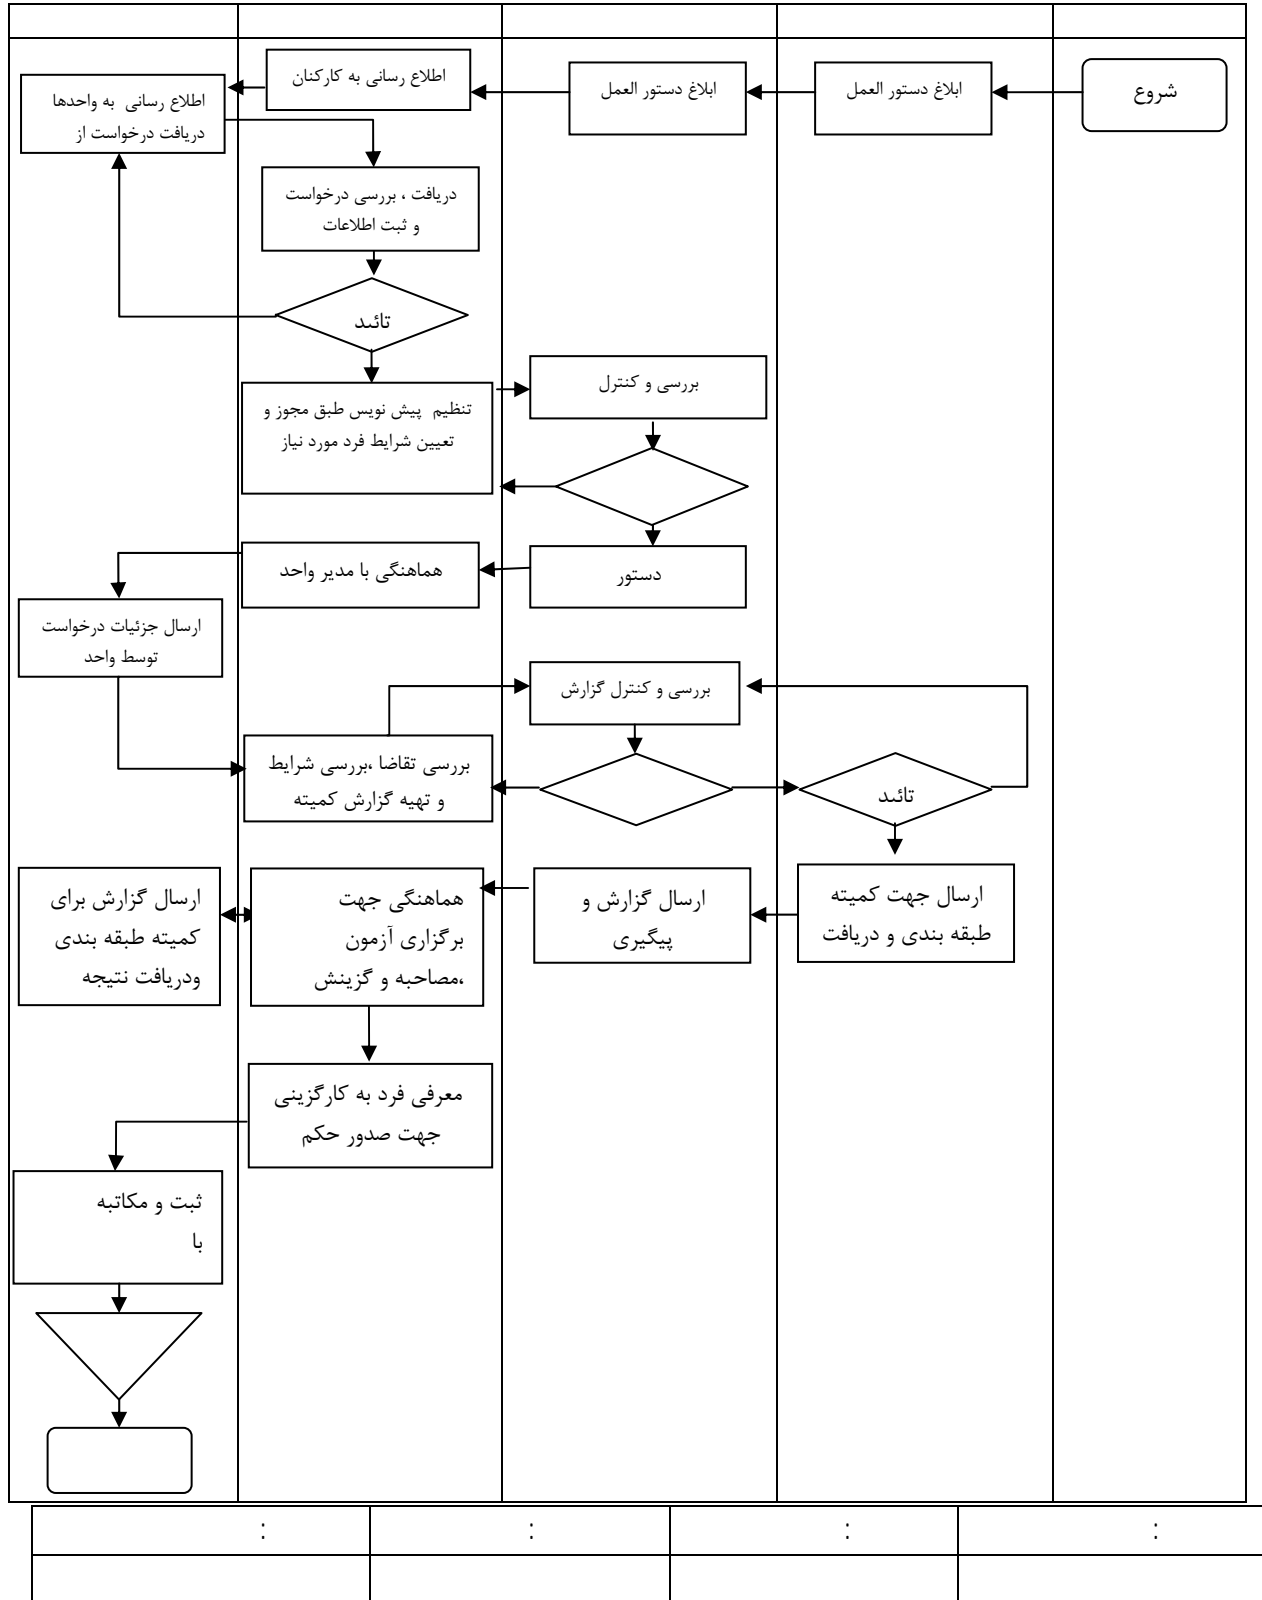 شروع
ابلاغ دستور العمل
ابلاغ دستور العمل
اطلاع رسانی به کارکنان
اطلاع رسانی به واحدها
دریافت درخواست از
دریافت ، بررسی درخواست
و ثبت اطلاعات
تائید
تنظیم پیش نویس طبق مجوز و
تعیین شرایط فرد مورد نیاز
بررسی و کنترل
دستور
هماهنگی با مدیر واحد
ارسال جزئیات درخواست
توسط واحد
بررسی تقاضا ،بررسی شرایط
و تهیه گزارش کمیته
بررسی و کنترل گزارش
تائید
ارسال جهت کمیته
طبقه بندی و دریافت
ارسال گزارش و
پیگیری
هماهنگی جهت
برگزاری آزمون
،مصاحبه و گزینش
ارسال گزارش برای
کمیته طبقه بندی
ودریافت نتیجه
معرفی فرد به کارگزینی
جهت صدور حکم
ثبت و مکاتبه
با
: : : :